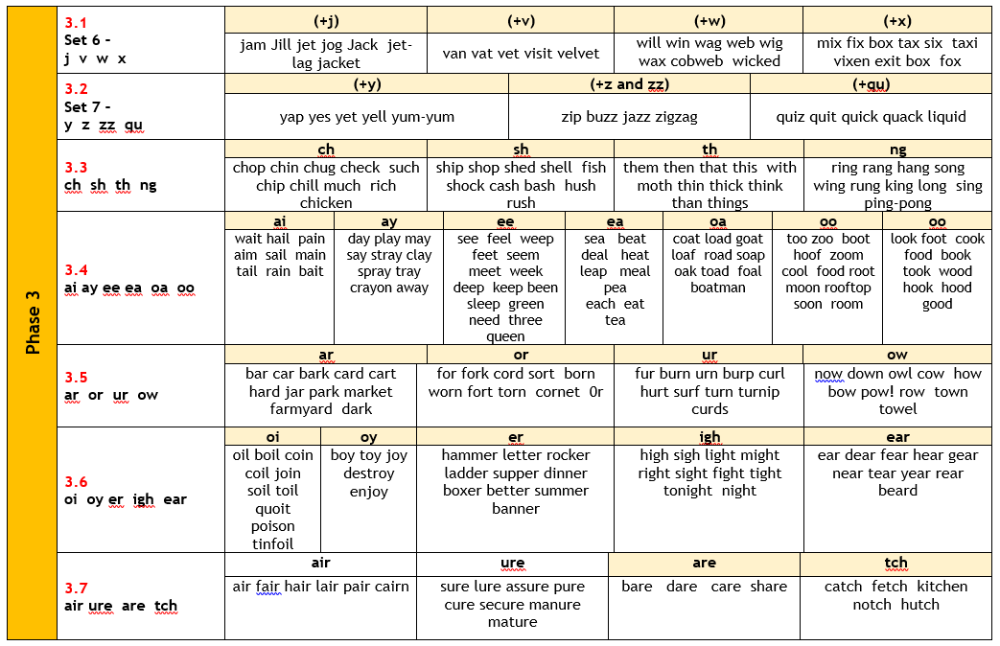 Phase 3
3.1
Set 6 -
j v w x
(+j)
jam Jill jet jog Jack jet-
lag jacket
(+v)
van vat vet visit velvet
(+w)
will win wag web wig
wax cobweb wicked
(+x)
mix fix box tax six taxi
vixen exit box fox
3.2
Set 7 -
y z zz qu
(+y)
yap yes yet yell yum-yum
(+z and zz)
zip buzz jazz zigzag
(+qu)
quiz quit quick quack liquid
3.3
ch sh th ng
ch
chop chin chug check such
chip chill much rich
chicken
sh
ship shop shed shell fish
shock cash bash hush
rush
th
them then that this with
moth thin thick think
than things
ng
ring rang hang song
wing rung king long sing
ping-pong
3.4
ai ay ee ea oa oo
ai
wait hail pain
aim sail main
tail rain bait
ay
day play may
say stray clay
spray tray
crayon away
ee
see feel weep
feet seem
meet week
deep keep been
sleep green
need three
queen
ea
sea beat
deal heat
leap meal
pea
each eat
tea
oa
coat load goat
loaf road soap
oak toad foal
boatman
oo
too zoo boot
hoof zoom
cool food root
moon rooftop
soon room
oo
look foot cook
food book
took wood
hook hood
good
3.5
ar or ur ow
ar
bar car bark card cart
hard jar park market
farmyard dark
or
for fork cord sort born
worn fort torn cornet 0r
ur
fur burn urn burp curl
hurt surf turn turnip
curds
ow
now down owl cow how
bow pow! row town
towel
3.6
oi oy er igh ear
oi
oil boil coin
coil join
soil toil
quoit
poison
tinfoil
oy
boy toy joy
destroy
enjoy
er
hammer letter rocker
ladder supper dinner
boxer better summer
banner
igh
high sigh light might
right sight fight tight
tonight night
ear
ear dear fear hear gear
near tear year rear
beard
3.7
air ure are tch
air
air fair hair lair pair cairn
ure
sure lure assure pure
cure secure manure
mature
are
bare dare care share
tch
catch fetch kitchen
notch hutch